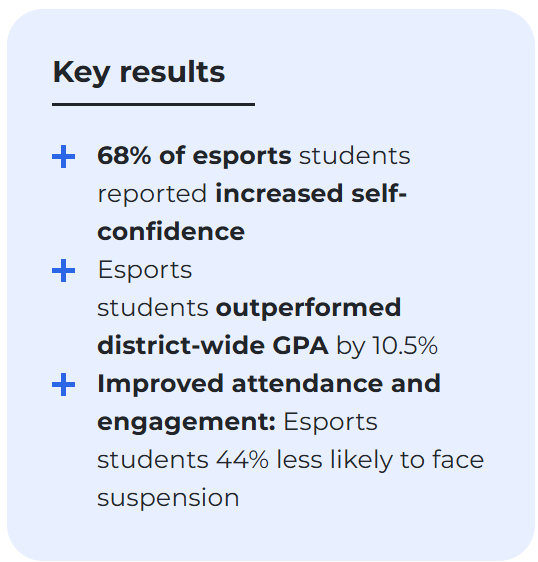 Key results
68% of esports students
reported increased self-
confidence
Esports
students outperformed
district-wide GPA by 10.5%
Improved attendance and
engagement: Esports
students 44% less likely to face
suspension